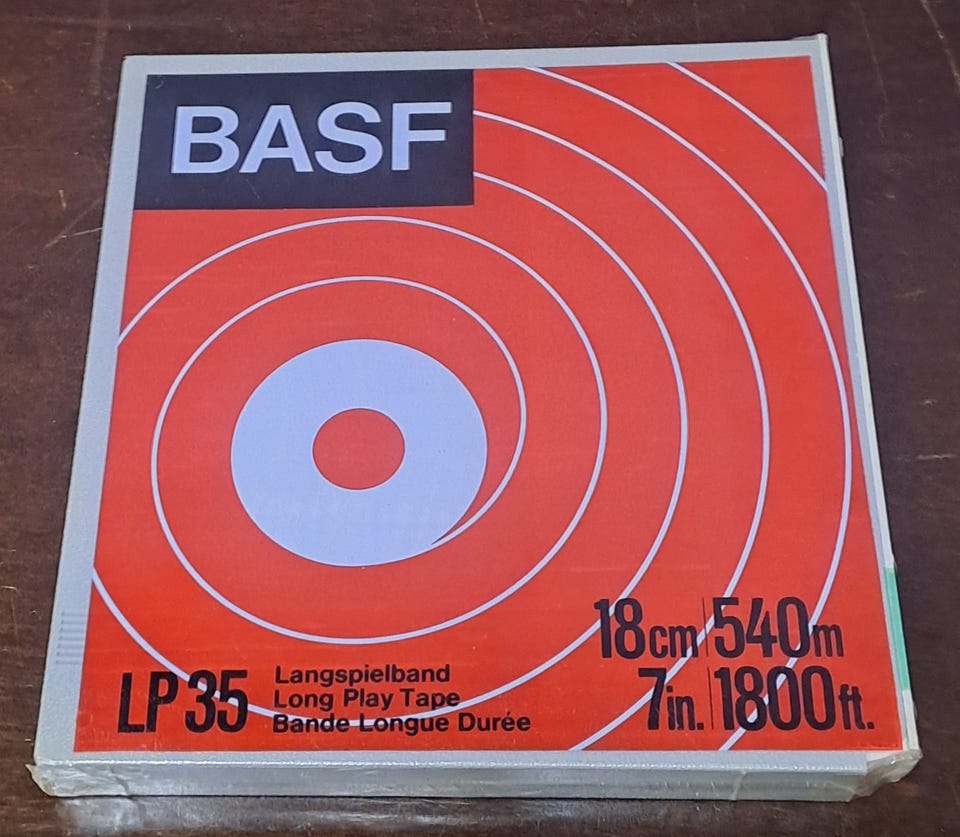 BASF
LP 35
Langspielband
Long Play Tape
Bande Longue Durée
18cm 540m
7in. 1800ft.